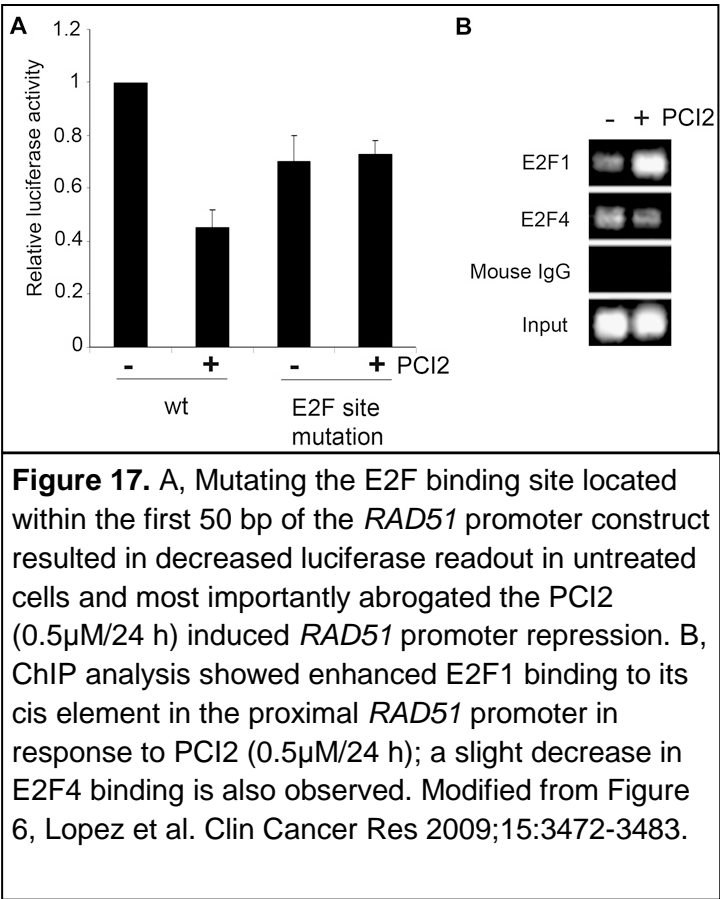 A
B
1.2
1
0.8
0.6
0.4
0.2
0
Relative luciferase activity
- + - + PCI2
wt
E2F site
mutation
- + PCI2
E2F1
E2F4
Mouse IgG
Input
Figure 17. A, Mutating the E2F binding site located
within the first 50 bp of the RAD51 promoter construct
resulted in decreased luciferase readout in untreated
cells and most importantly abrogated the PCI2
(0.5µM/24 h) induced RAD51 promoter repression. B,
ChIP analysis showed enhanced E2F1 binding to its
cis element in the proximal RAD51 promoter in
response to PCI2 (0.5µM/24 h); a slight decrease in
E2F4 binding is also observed. Modified from Figure
6, Lopez et al. Clin Cancer Res 2009;15:3472-3483.